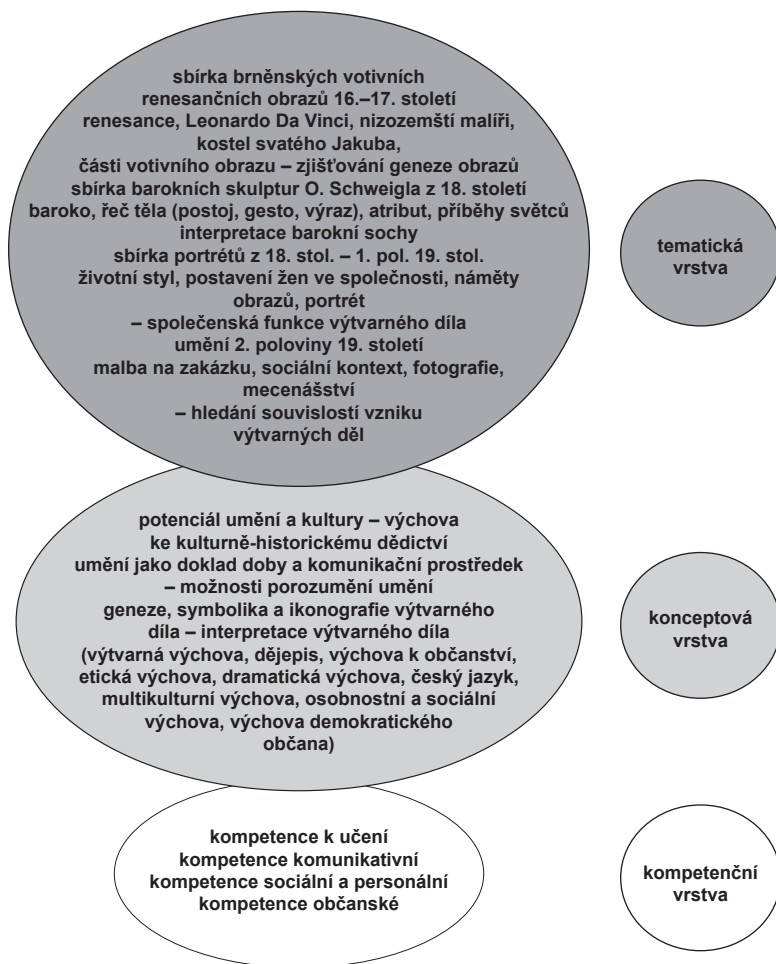 sbírka brněnských votivních
renesančních obrazů 16.–17. století
renesance, Leonardo Da Vinci, nizozemští malíři,
kostel svatého Jakuba,
části votivního obrazu – zjišťování geneze obrazů
sbírka barokních skulptur O. Schweigla z 18. století
baroko, řeč těla (postoj, gesto, výraz), atribut, příběhy světců
interpretace barokní sochy
sbírka portrétů z 18. stol. – 1. pol. 19. stol.
životní styl, postavení žen ve společnosti, náměty
obrazů, portrét
– společenská funkce výtvarného díla
umění 2. poloviny 19. století
malba na zakázku, sociální kontext, fotografie,
mecenášství
– hledání souvislostí vzniku
výtvarných děl
tematická
vrstva
potenciál umění a kultury – výchova
ke kulturně-historickému dědictví
umění jako doklad doby a komunikační prostředek
– možnosti porozumění umění
geneze, symbolika a ikonografie výtvarného
díla – interpretace výtvarného díla
(výtvarná výchova, dějepis, výchova k občanství,
etická výchova, dramatická výchova, český jazyk,
multikulturní výchova, osobnostní a sociální
výchova, výchova demokratického
občana)
konceptová
vrstva
kompetence k učení
kompetence komunikativní
kompetence sociální a personální
kompetence občanské
kompetenční
vrstva